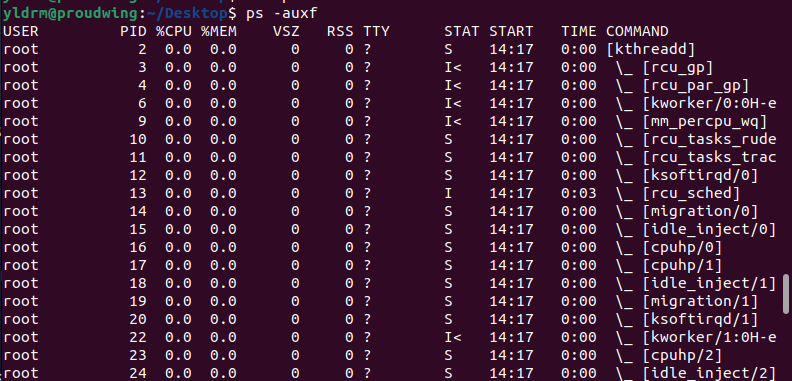 yldrm@proudwing:~/Desktop$ ps -auxf
USER         PID %CPU %MEM    VSZ   RSS TTY      STAT START   TIME COMMAND
root           2  0.0  0.0      0     0 ?        S    14:17   0:00 [kthreadd]
root           3  0.0  0.0      0     0 ?        I<   14:17   0:00  \_ [rcu_gp]
root           4  0.0  0.0      0     0 ?        I<   14:17   0:00  \_ [rcu_par_gp]
root           6  0.0  0.0      0     0 ?        I<   14:17   0:00  \_ [kworker/0:0H-e
root           9  0.0  0.0      0     0 ?        I<   14:17   0:00  \_ [mm_percpu_wq]
root          10  0.0  0.0      0     0 ?        S    14:17   0:00  \_ [rcu_tasks_rude
root          11  0.0  0.0      0     0 ?        S    14:17   0:00  \_ [rcu_tasks_trac
root          12  0.0  0.0      0     0 ?        S    14:17   0:00  \_ [ksoftirqd/0]
root          13  0.0  0.0      0     0 ?        I    14:17   0:03  \_ [rcu_sched]
root          14  0.0  0.0      0     0 ?        S    14:17   0:00  \_ [migration/0]
root          15  0.0  0.0      0     0 ?        S    14:17   0:00  \_ [idle_inject/0]
root          16  0.0  0.0      0     0 ?        S    14:17   0:00  \_ [cpuhp/0]
root          17  0.0  0.0      0     0 ?        S    14:17   0:00  \_ [cpuhp/1]
root          18  0.0  0.0      0     0 ?        S    14:17   0:00  \_ [idle_inject/1]
root          19  0.0  0.0      0     0 ?        S    14:17   0:00  \_ [migration/1]
root          20  0.0  0.0      0     0 ?        S    14:17   0:00  \_ [ksoftirqd/1]
root          22  0.0  0.0      0     0 ?        I<   14:17   0:00  \_ [kworker/1:0H-e
root          23  0.0  0.0      0     0 ?        S    14:17   0:00  \_ [cpuhp/2]
root          24  0.0  0.0      0     0 ?        S    14:17   0:00  \_ [idle_inject/2]